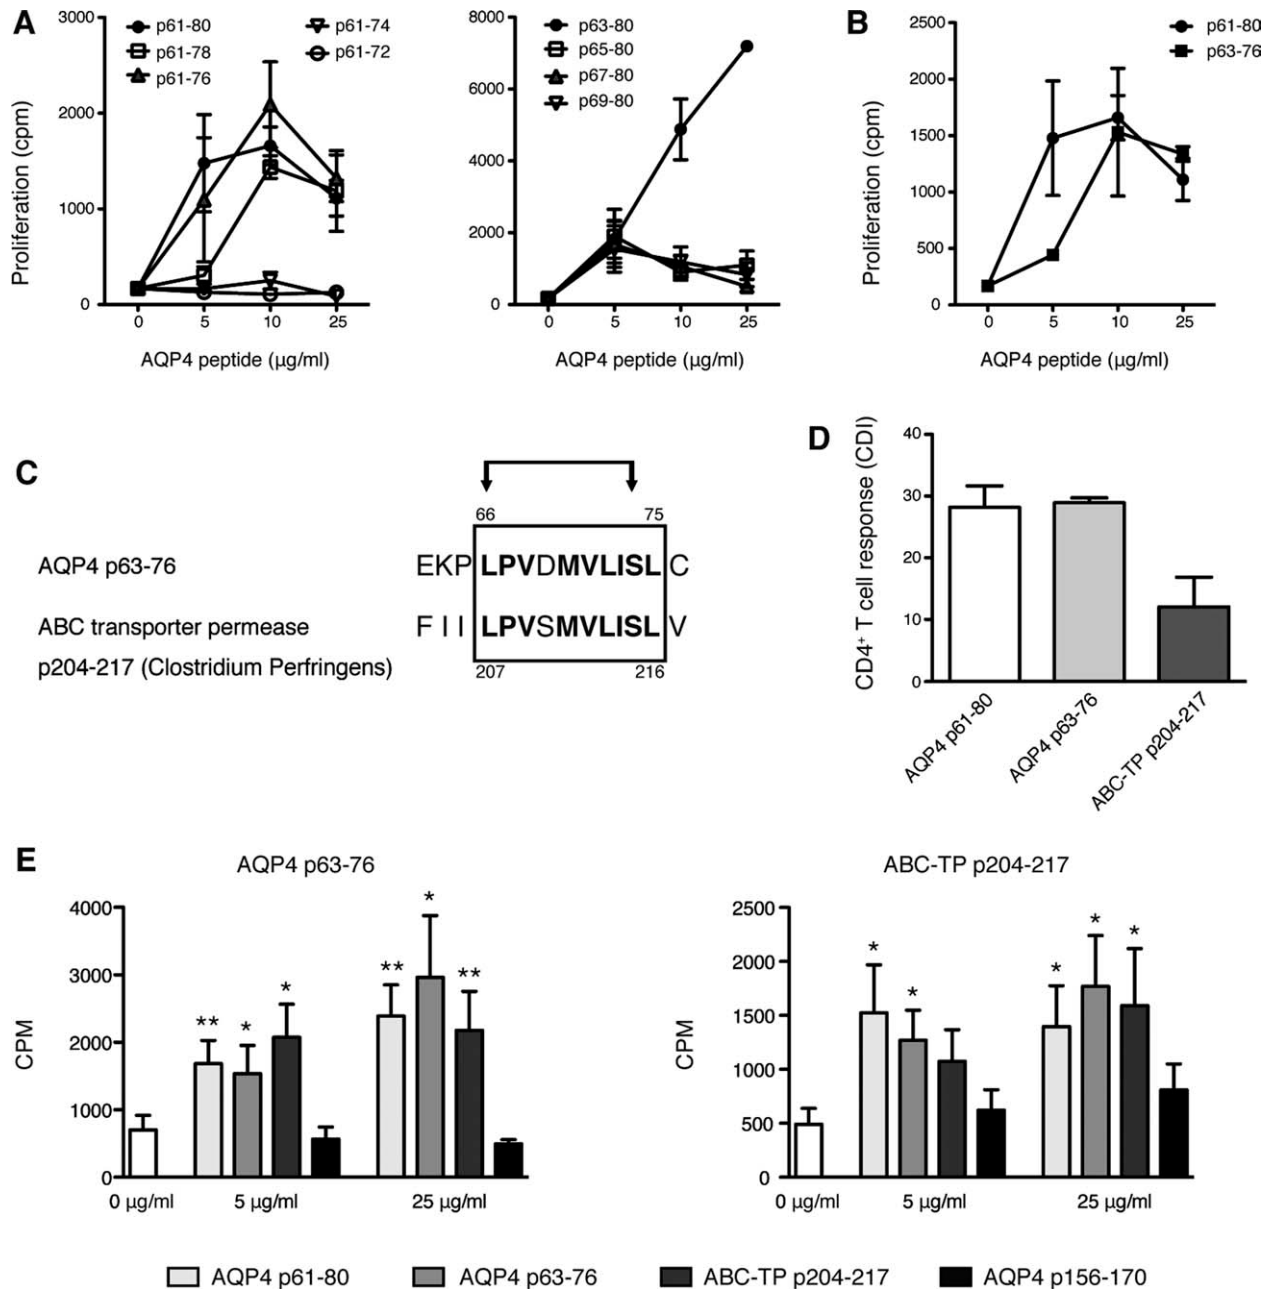 A
3000
2000
1000
0
Proliferation (cpm)
p61-80
p61-78
p61-76
p61-74
p61-72
0 5 10 25
AQP4 peptide (µg/ml)
8000
6000
4000
2000
0
p63-80
p65-80
p67-80
p69-80
0 5 10 25
AQP4 peptide (µg/ml)
B
2500
2000
1500
1000
500
0
Proliferation (cpm)
p61-80
p63-76
0 5 10 25
AQP4 peptide (µg/ml)
C
66 75
AQP4 p63-76 EKP LPVDMVLISL C
ABC transporter permease FII LPVSMVLISL V
p204-217 (Clostridium Perfringens)
207 216
D
CD4+ T cell response (CDI)
40
30
20
10
0
AQP4 p61-80
AQP4 p63-76
ABC-TP p204-217
E
AQP4 p63-76
4000
3000
2000
1000
0
CPM
** * * ** * **
0 µg/ml 5 µg/ml 25 µg/ml
ABC-TP p204-217
2500
2000
1500
1000
500
0
CPM
* * * * *
0 µg/ml 5 µg/ml 25 µg/ml
AQP4 p61-80 AQP4 p63-76 ABC-TP p204-217 AQP4 p156-170